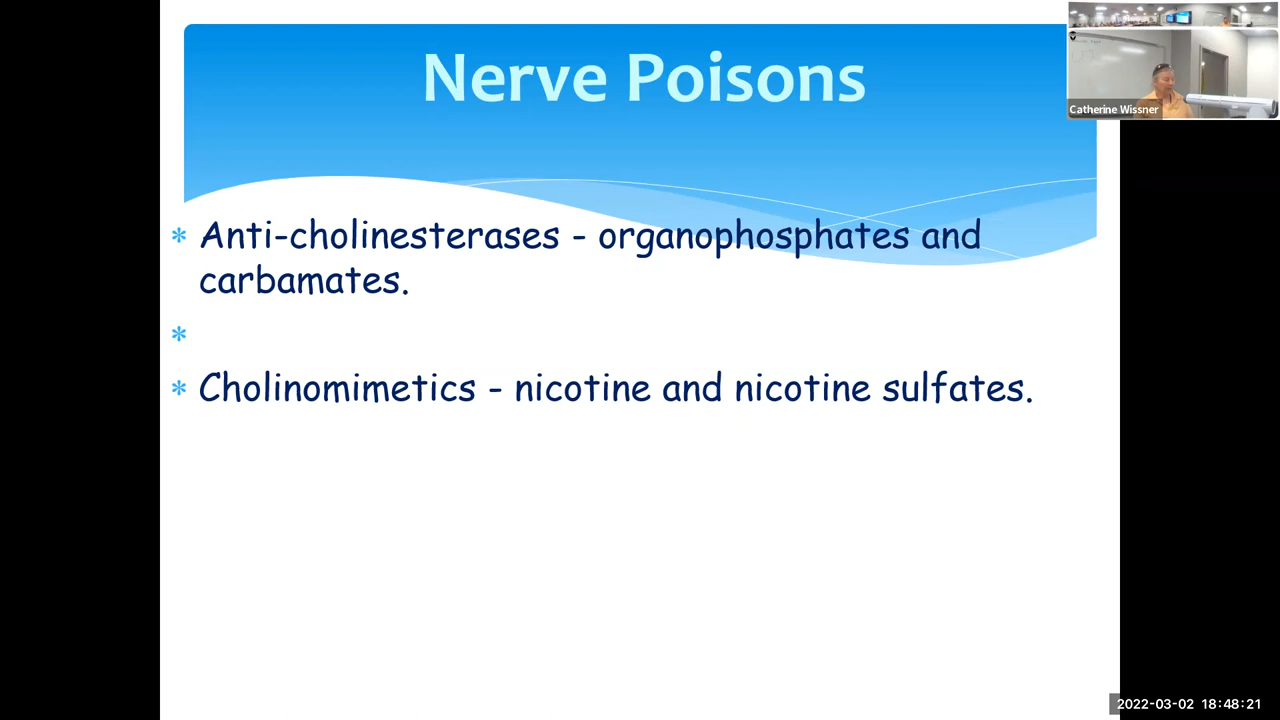 Nerve Poisons
Catherine Wissner
* Anti-cholinesterases - organophosphates and
carbamates.
*
* Cholinomimetics - nicotine and nicotine sulfates.
2022-03-02 18:48:21